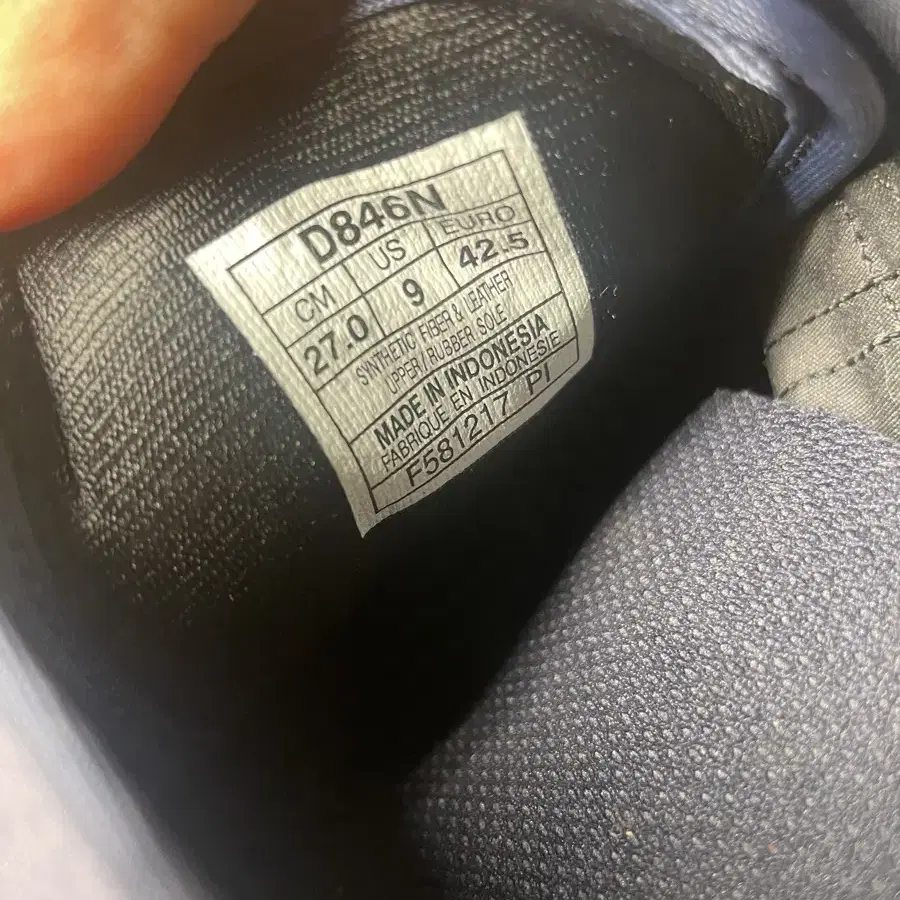 D846N
CM US EURO
27.0 9 42.5
SYNTHETIC FIBER & LEATHER
UPPER/RUBBER SOLE
MADE IN INDONESIA
FABRIQUE EN INDONESIE
F581217 PI